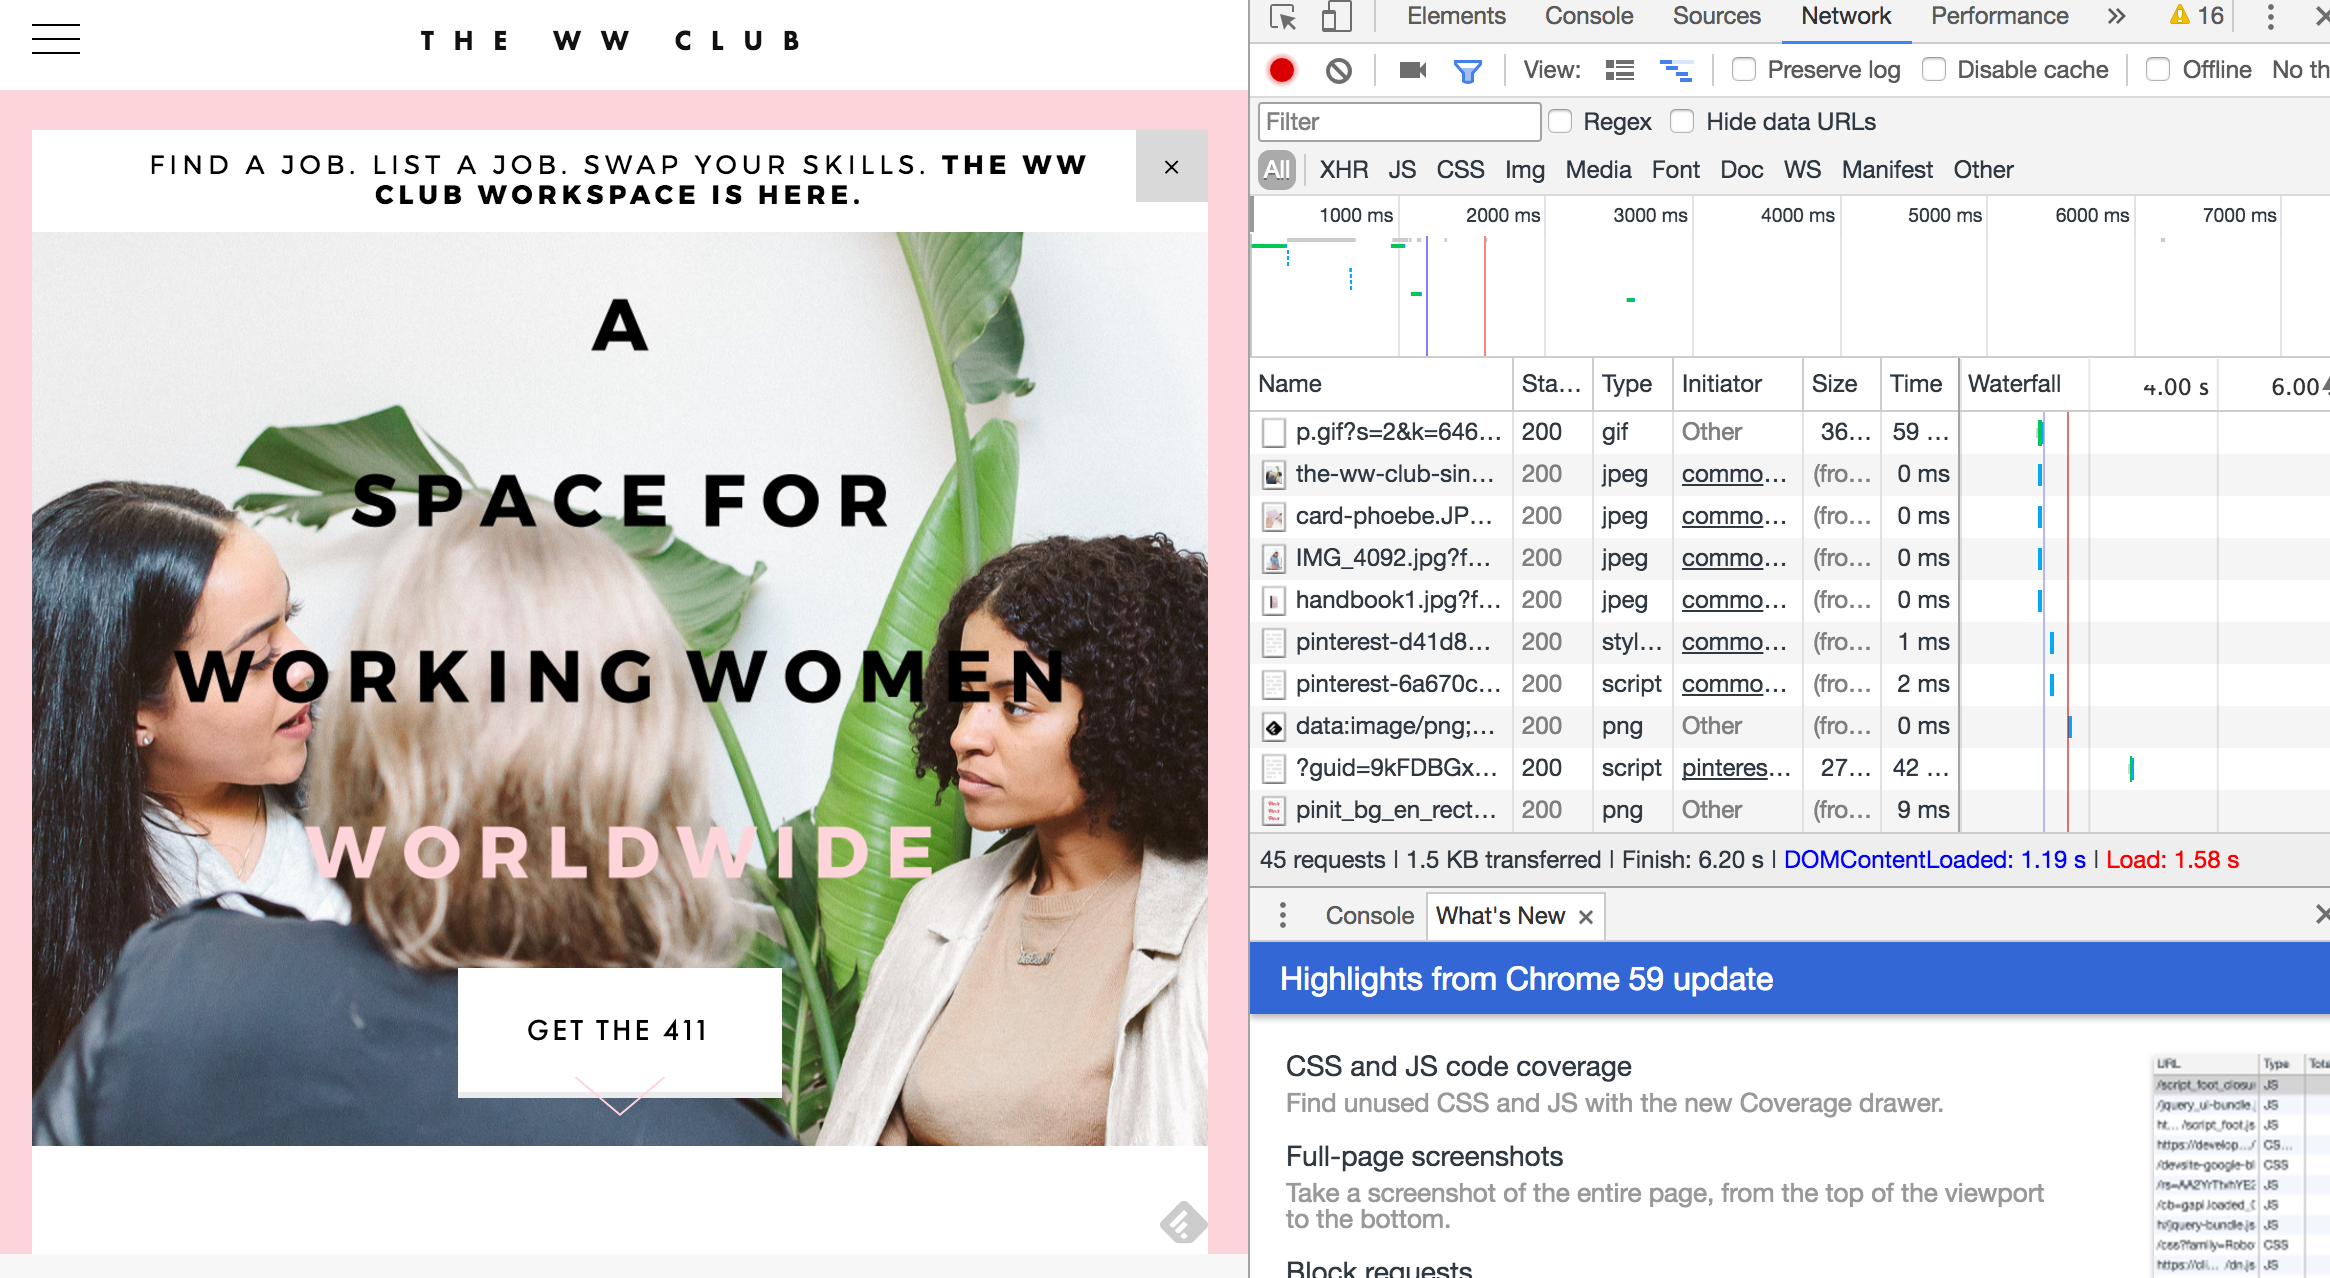 THE WW CLUB
FIND A JOB. LIST A JOB. SWAP YOUR SKILLS. THE WW
CLUB WORKSPACE IS HERE.
×
A
SPACE FOR
WORKING WOMEN
WORLDWIDE
GET THE 411
Elements Console Sources Network Performance » 16
View: Preserve log Disable cache Offline No th
Filter Regex Hide data URLs
All XHR JS CSS Img Media Font Doc WS Manifest Other
1000 ms 2000 ms 3000 ms 4000 ms 5000 ms 6000 ms 7000 ms
Name Sta... Type Initiator Size Time Waterfall 4.00 s 6.00
p.gif?s=2&k=646... 200 gif Other 36... 59 ...
the-ww-club-sin... 200 jpeg commo... (fro... 0 ms
card-phoebe.JP... 200 jpeg commo... (fro... 0 ms
IMG_4092.jpg?f... 200 jpeg commo... (fro... 0 ms
handbook1.jpg?f... 200 jpeg commo... (fro... 0 ms
pinterest-d41d8... 200 styl... commo... (fro... 1 ms
pinterest-6a670c... 200 script commo... (fro... 2 ms
data:image/png;... 200 png Other (fro... 0 ms
?guid=9kFDBGx... 200 script pinteres... 27... 42 ...
pinit_bg_en_rect... 200 png Other (fro... 9 ms
45 requests | 1.5 KB transferred | Finish: 6.20 s | DOMContentLoaded: 1.19 s | Load: 1.58 s
Console What's New ×
Highlights from Chrome 59 update
CSS and JS code coverage
Find unused CSS and JS with the new Coverage drawer.
Full-page screenshots
Take a screenshot of the entire page, from the top of the viewport
to the bottom.
Block requests
URL Type Tota
/script_foot_closur JS
/jquery_ui-bundle.j JS
ht... /script_foot.js JS
https://develop.../ CS...
/devsite-google-bl CSS
JS
/cb=gapi.loaded_0 JS
h/jquery-bundle.js JS
/css?family=Robo CSS
https://cli... /dn.js JS